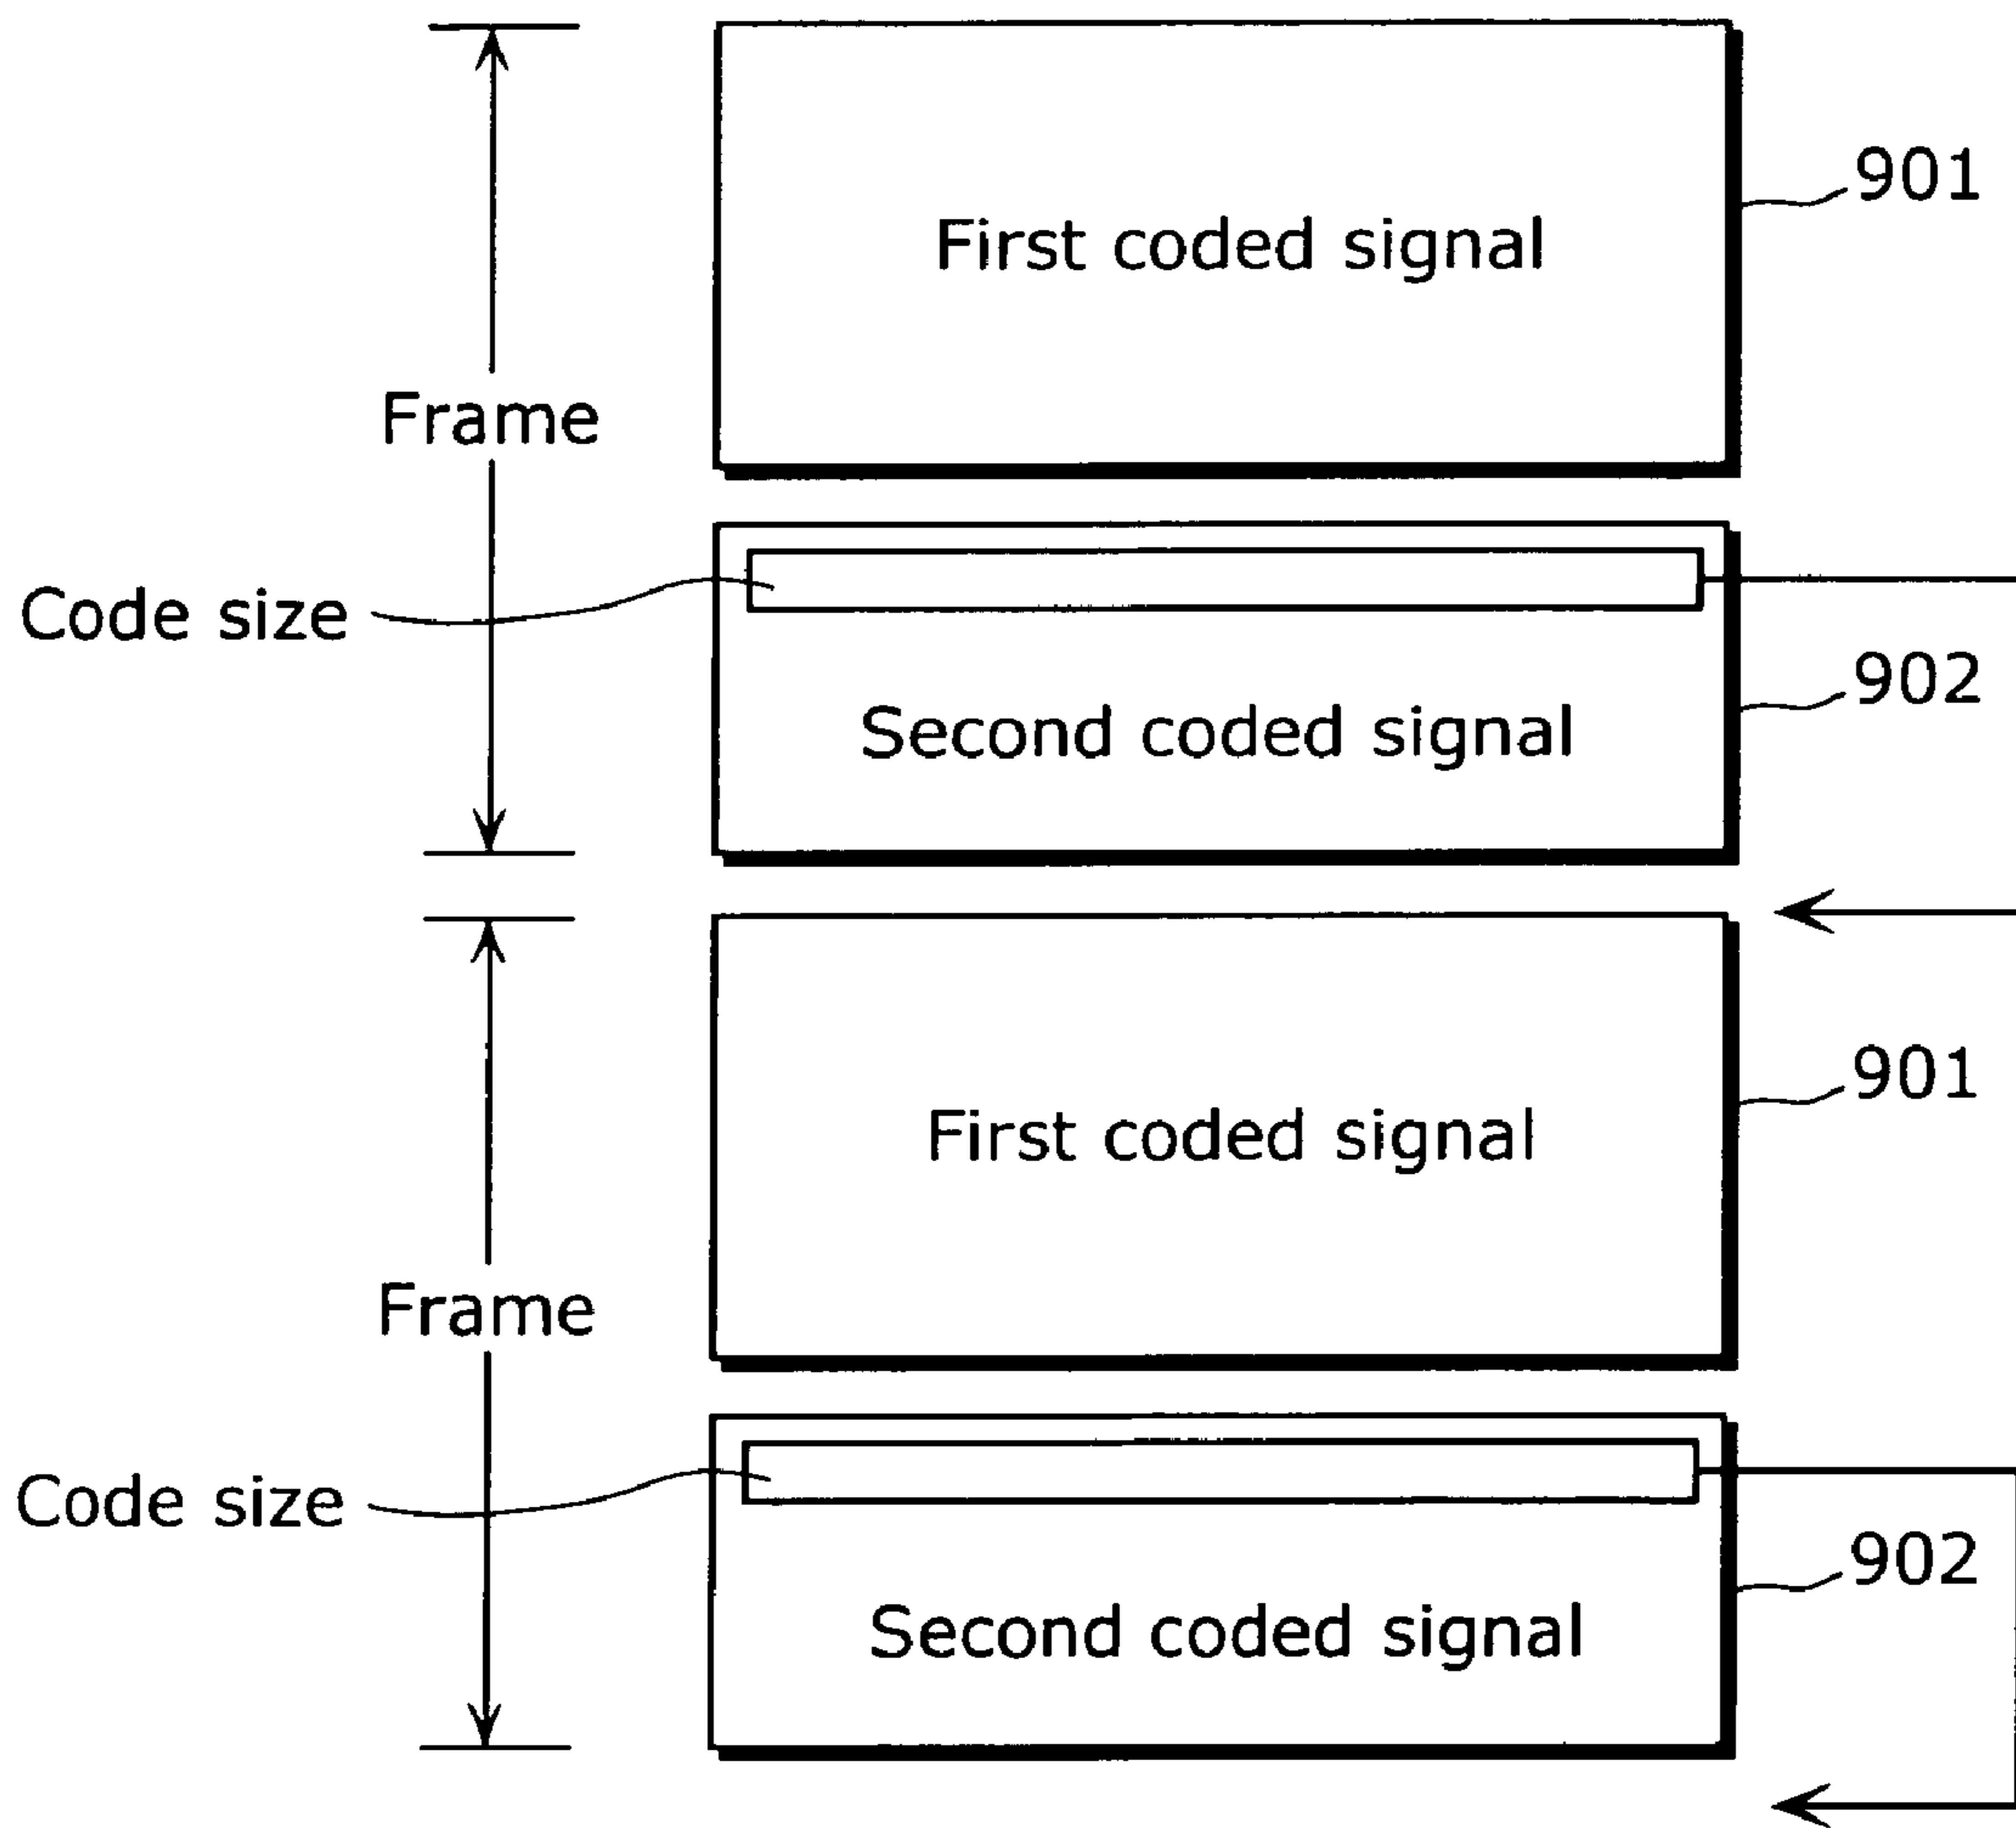 901
First coded signal
Frame
Code size
902
Second coded signal
901
First coded signal
Frame
Code size
902
Second coded signal